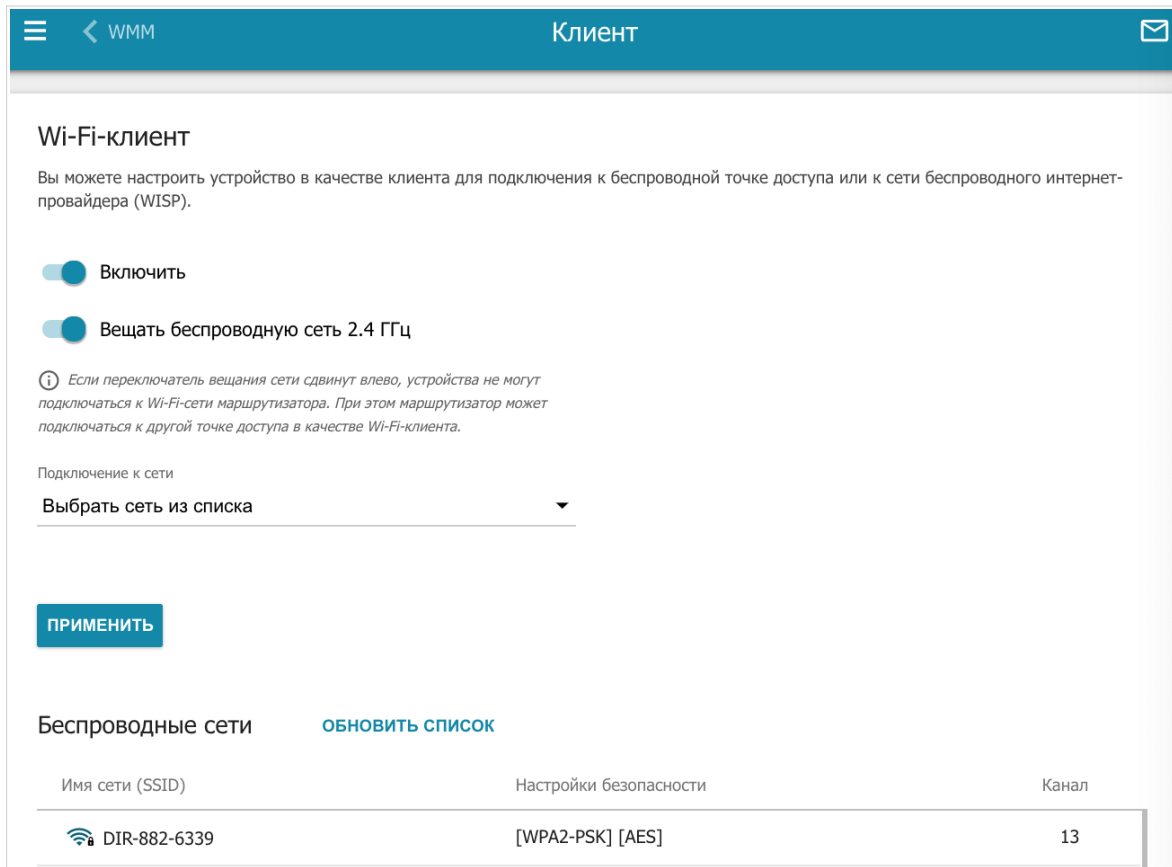 WMM Клиент
Wi-Fi-клиент
Вы можете настроить устройство в качестве клиента для подключения к беспроводной точке доступа или к сети беспроводного интернет-
провайдера (WISP).
Включить
Вещать беспроводную сеть 2.4 ГГц
Если переключатель вещания сети сдвинут влево, устройства не могут
подключаться к Wi-Fi-сети маршрутизатора. При этом маршрутизатор может
подключаться к другой точке доступа в качестве Wi-Fi-клиента.
Подключение к сети
Выбрать сеть из списка
ПРИМЕНИТЬ
Беспроводные сети ОБНОВИТЬ СПИСОК
Имя сети (SSID) Настройки безопасности Канал
DIR-882-6339 [WPA2-PSK] [AES] 13